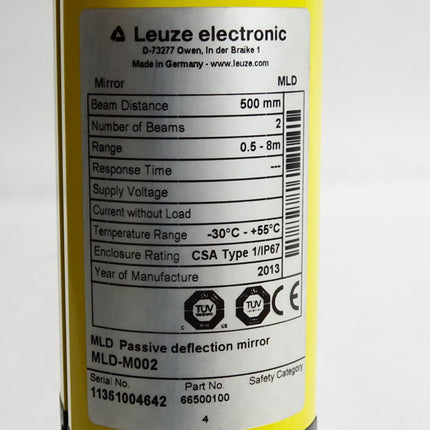 Leuze electronic
D-73277 Owen, In der Braike 1
Made in Germany - www.leuze.com
Mirror MLD
Beam Distance 500 mm
Number of Beams 2
Range 0.5 - 8m
Response Time ---
Supply Voltage
Current without Load
Temperature Range -30°C - +55°C
Enclosure Rating CSA Type 1/IP67
Year of Manufacture 2013
TÜV TÜV CE
C US
MLD Passive deflection mirror
MLD-M002
Serial No. Part No. Safety Category
11351004642 66500100
4